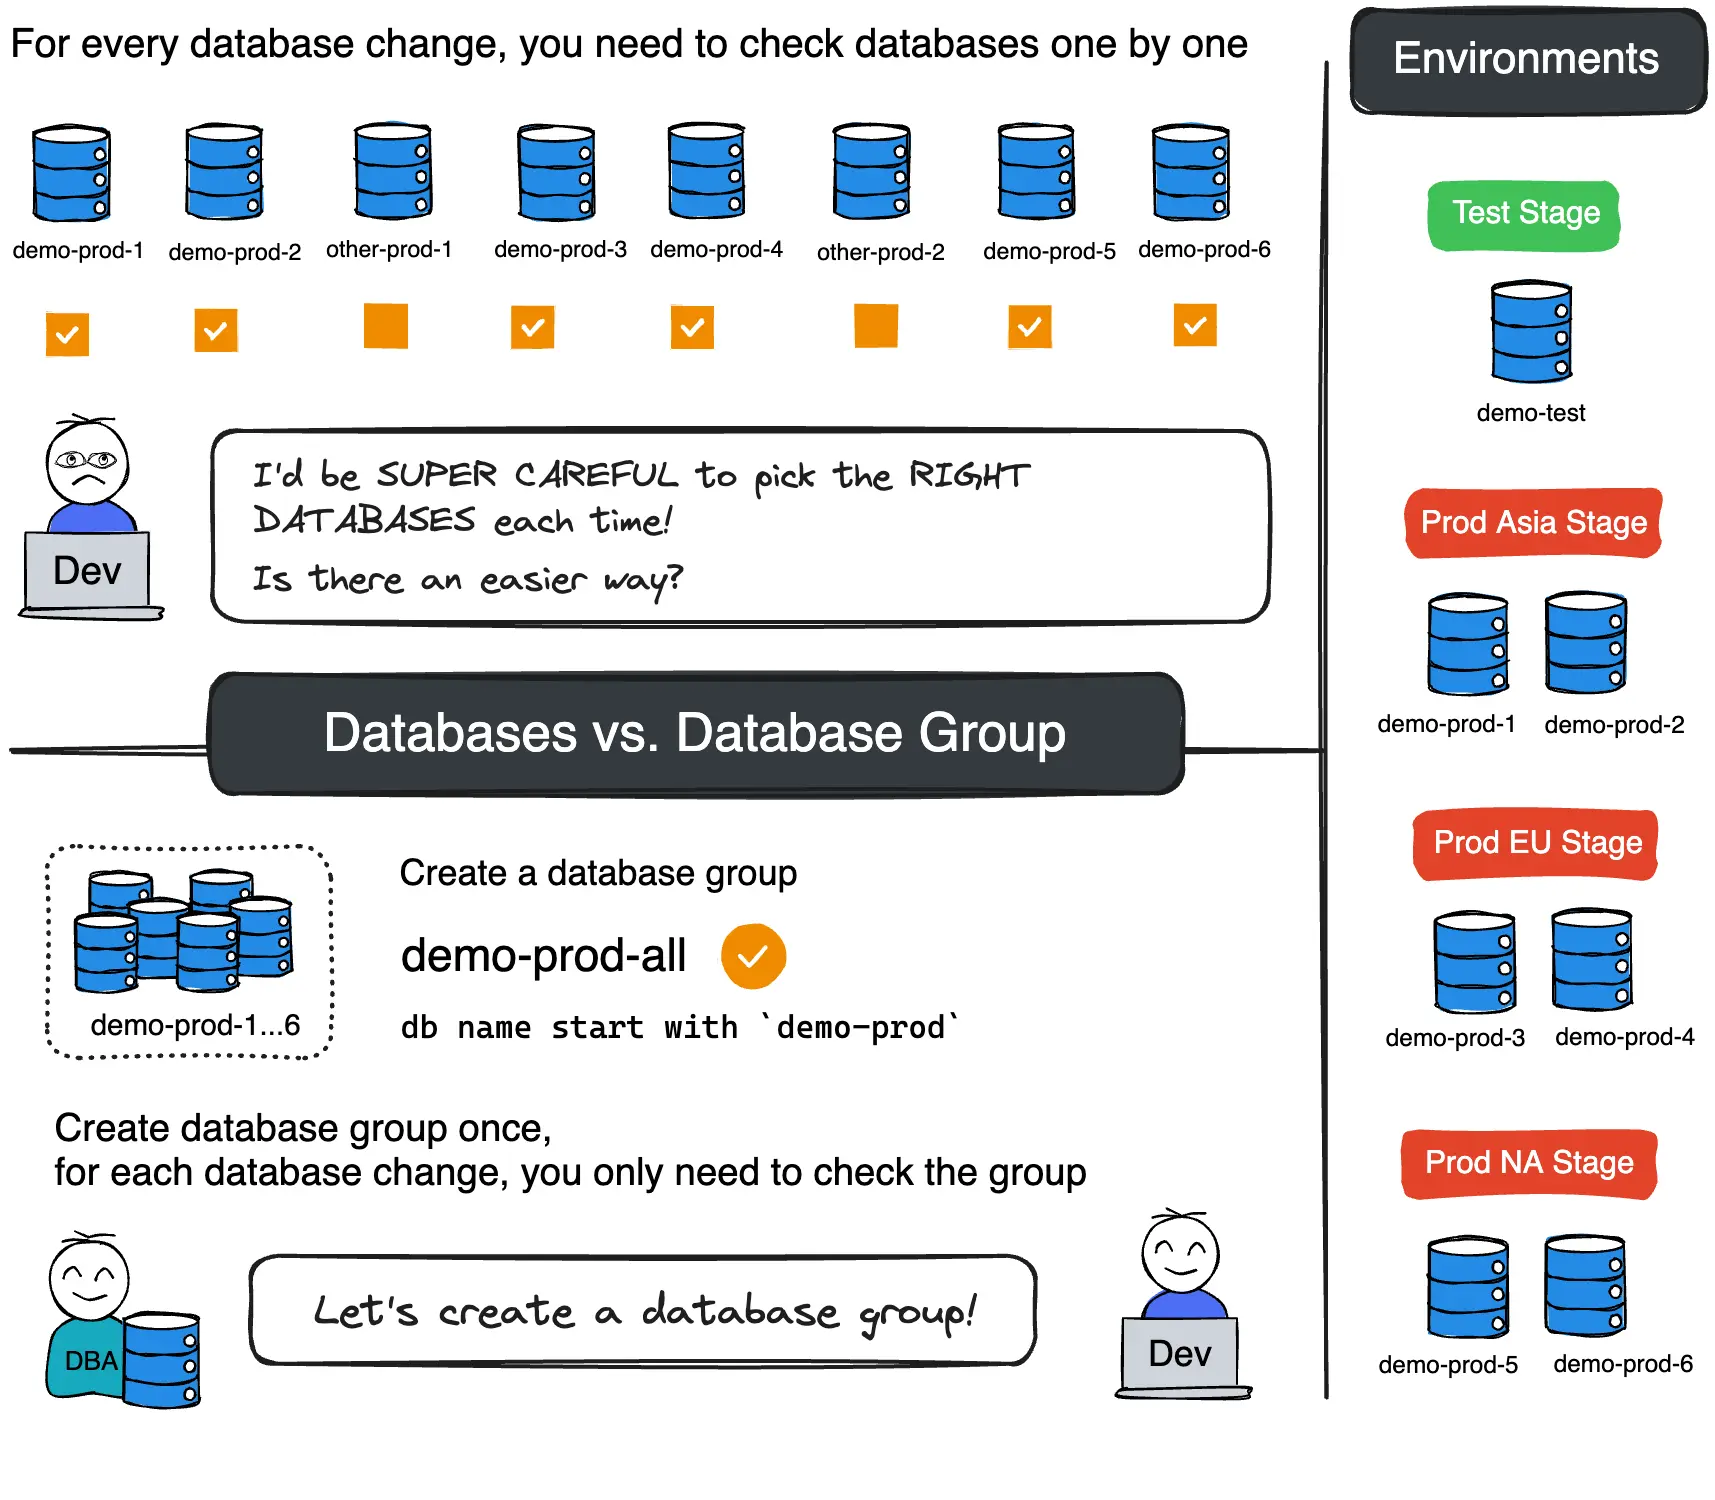 For every database change, you need to check databases one by one
demo-prod-1
demo-prod-2
other-prod-1
demo-prod-3
demo-prod-4
other-prod-2
demo-prod-5
demo-prod-6
I'd be SUPER CAREFUL to pick the RIGHT
DATABASES each time!
Is there an easier way?
Dev
Databases vs. Database Group
demo-prod-1...6
Create a database group
demo-prod-all
db name start with `demo-prod`
Create database group once,
for each database change, you only need to check the group
DBA
Let's create a database group!
Dev
Environments
Test Stage
demo-test
Prod Asia Stage
demo-prod-1
demo-prod-2
Prod EU Stage
demo-prod-3
demo-prod-4
Prod NA Stage
demo-prod-5
demo-prod-6